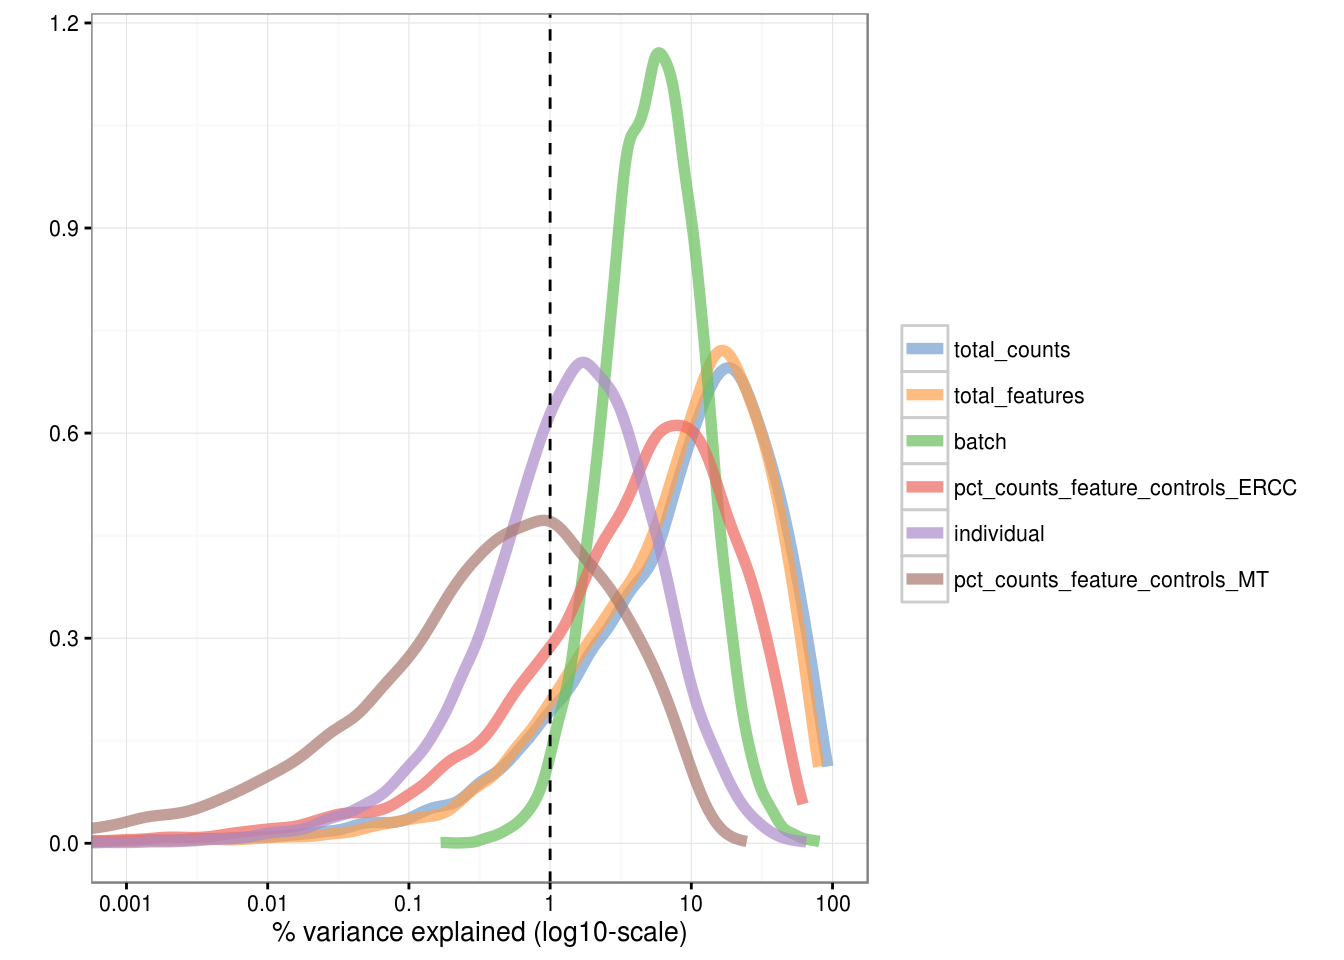 1.2
0.9
0.6
0.3
0.0
0.001 0.01 0.1 1 10 100
% variance explained (log10-scale)
total_counts
total_features
batch
pct_counts_feature_controls_ERCC
individual
pct_counts_feature_controls_MT